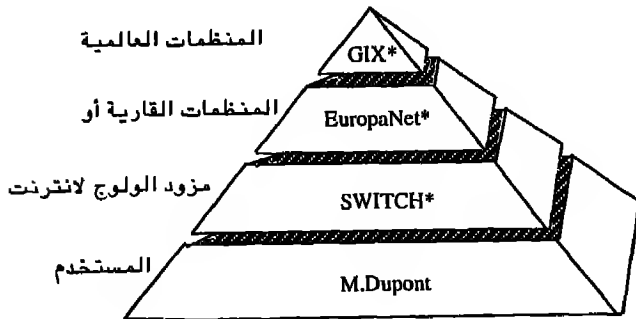 المنظمات العالمية
GIX*
المنظمات القارية أو
EuropaNet*
مزود الولوج لانترنت
SWITCH*
المستخدم
M.Dupont